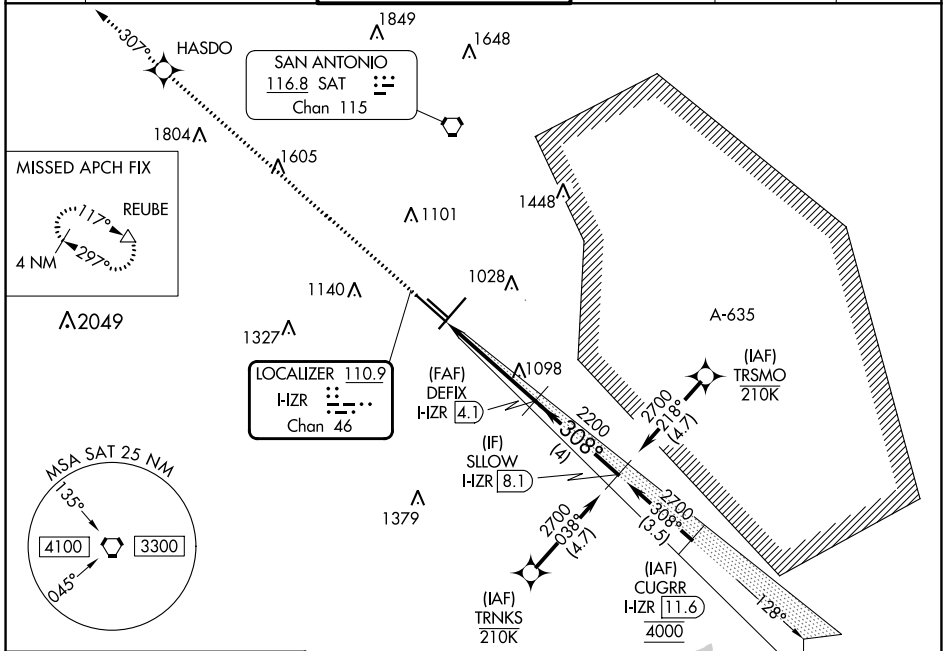 1849
1648
307°
HASDO
SAN ANTONIO
116.8 SAT
Chan 115
1804
1605
MISSED APCH FIX
117°
REUBE
297°
4 NM
1448
1101
2049
1140
1028
1327
A-635
LOCALIZER 110.9
I-IZR
Chan 46
(FAF)
DEFIX
I-IZR 4.1
1098
(IAF)
TRSMO
210K
2700
218°
(4.7)
2200
308°
(4)
(IF)
SLLOW
I-IZR 8.1
MSA SAT 25 NM
135°
4100
3300
045°
1379
2700
038°
(4.7)
2700
308°
(3.5)
(IAF)
TRNKS
210K
(IAF)
CUGRR
I-IZR 11.6
4000
128°